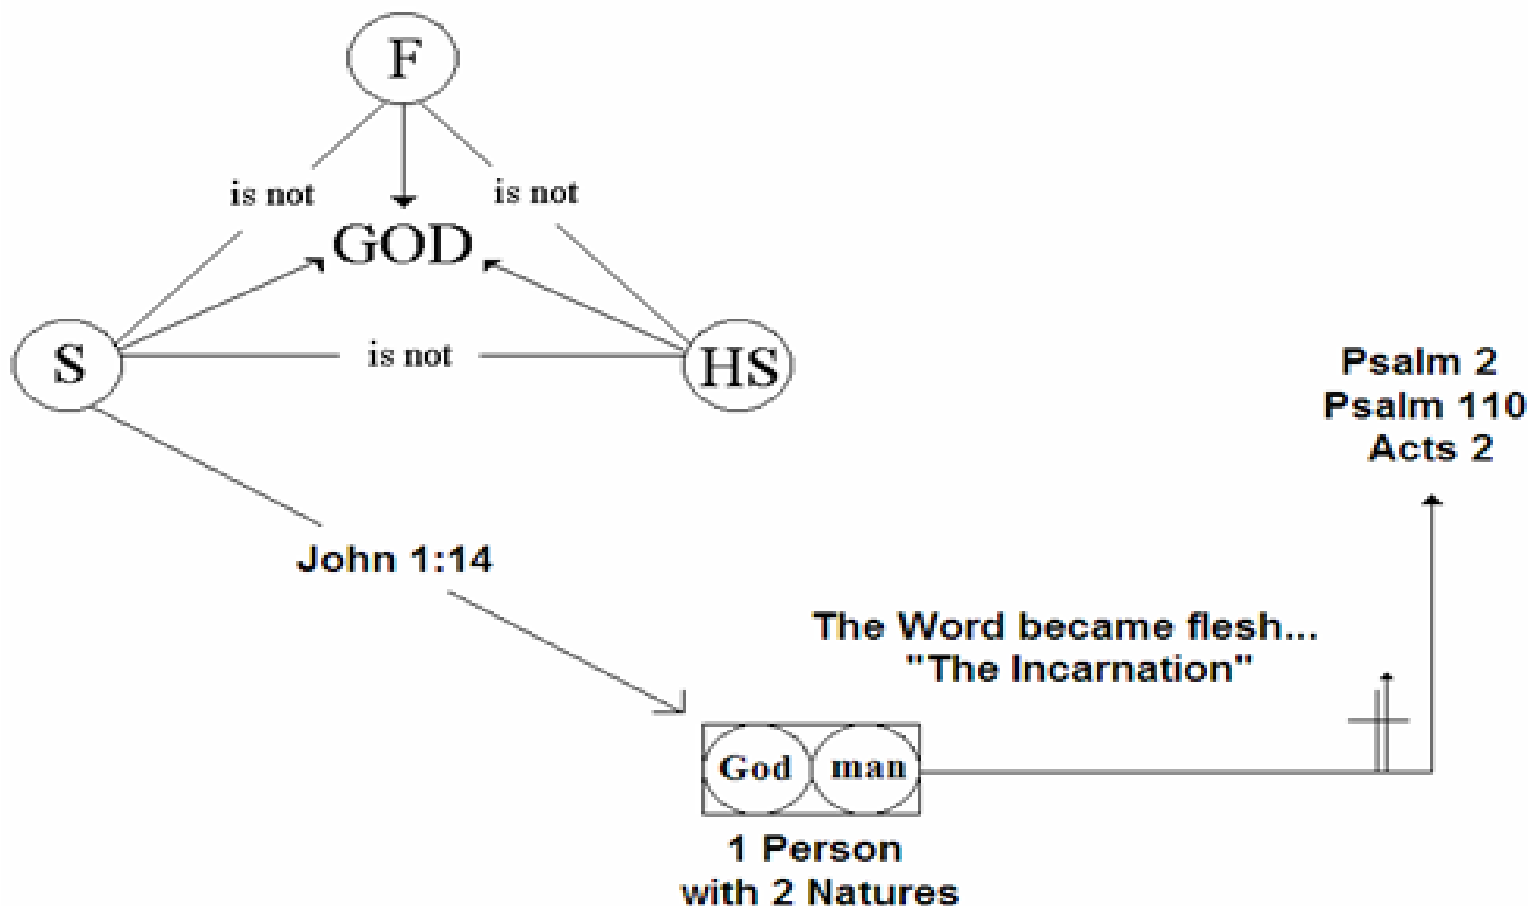 F
is not
is not
GOD
S
is not
HS
Psalm 2
Psalm 110
Acts 2
John 1:14
The Word became flesh...
"The Incarnation"
God
man
1 Person
with 2 Natures